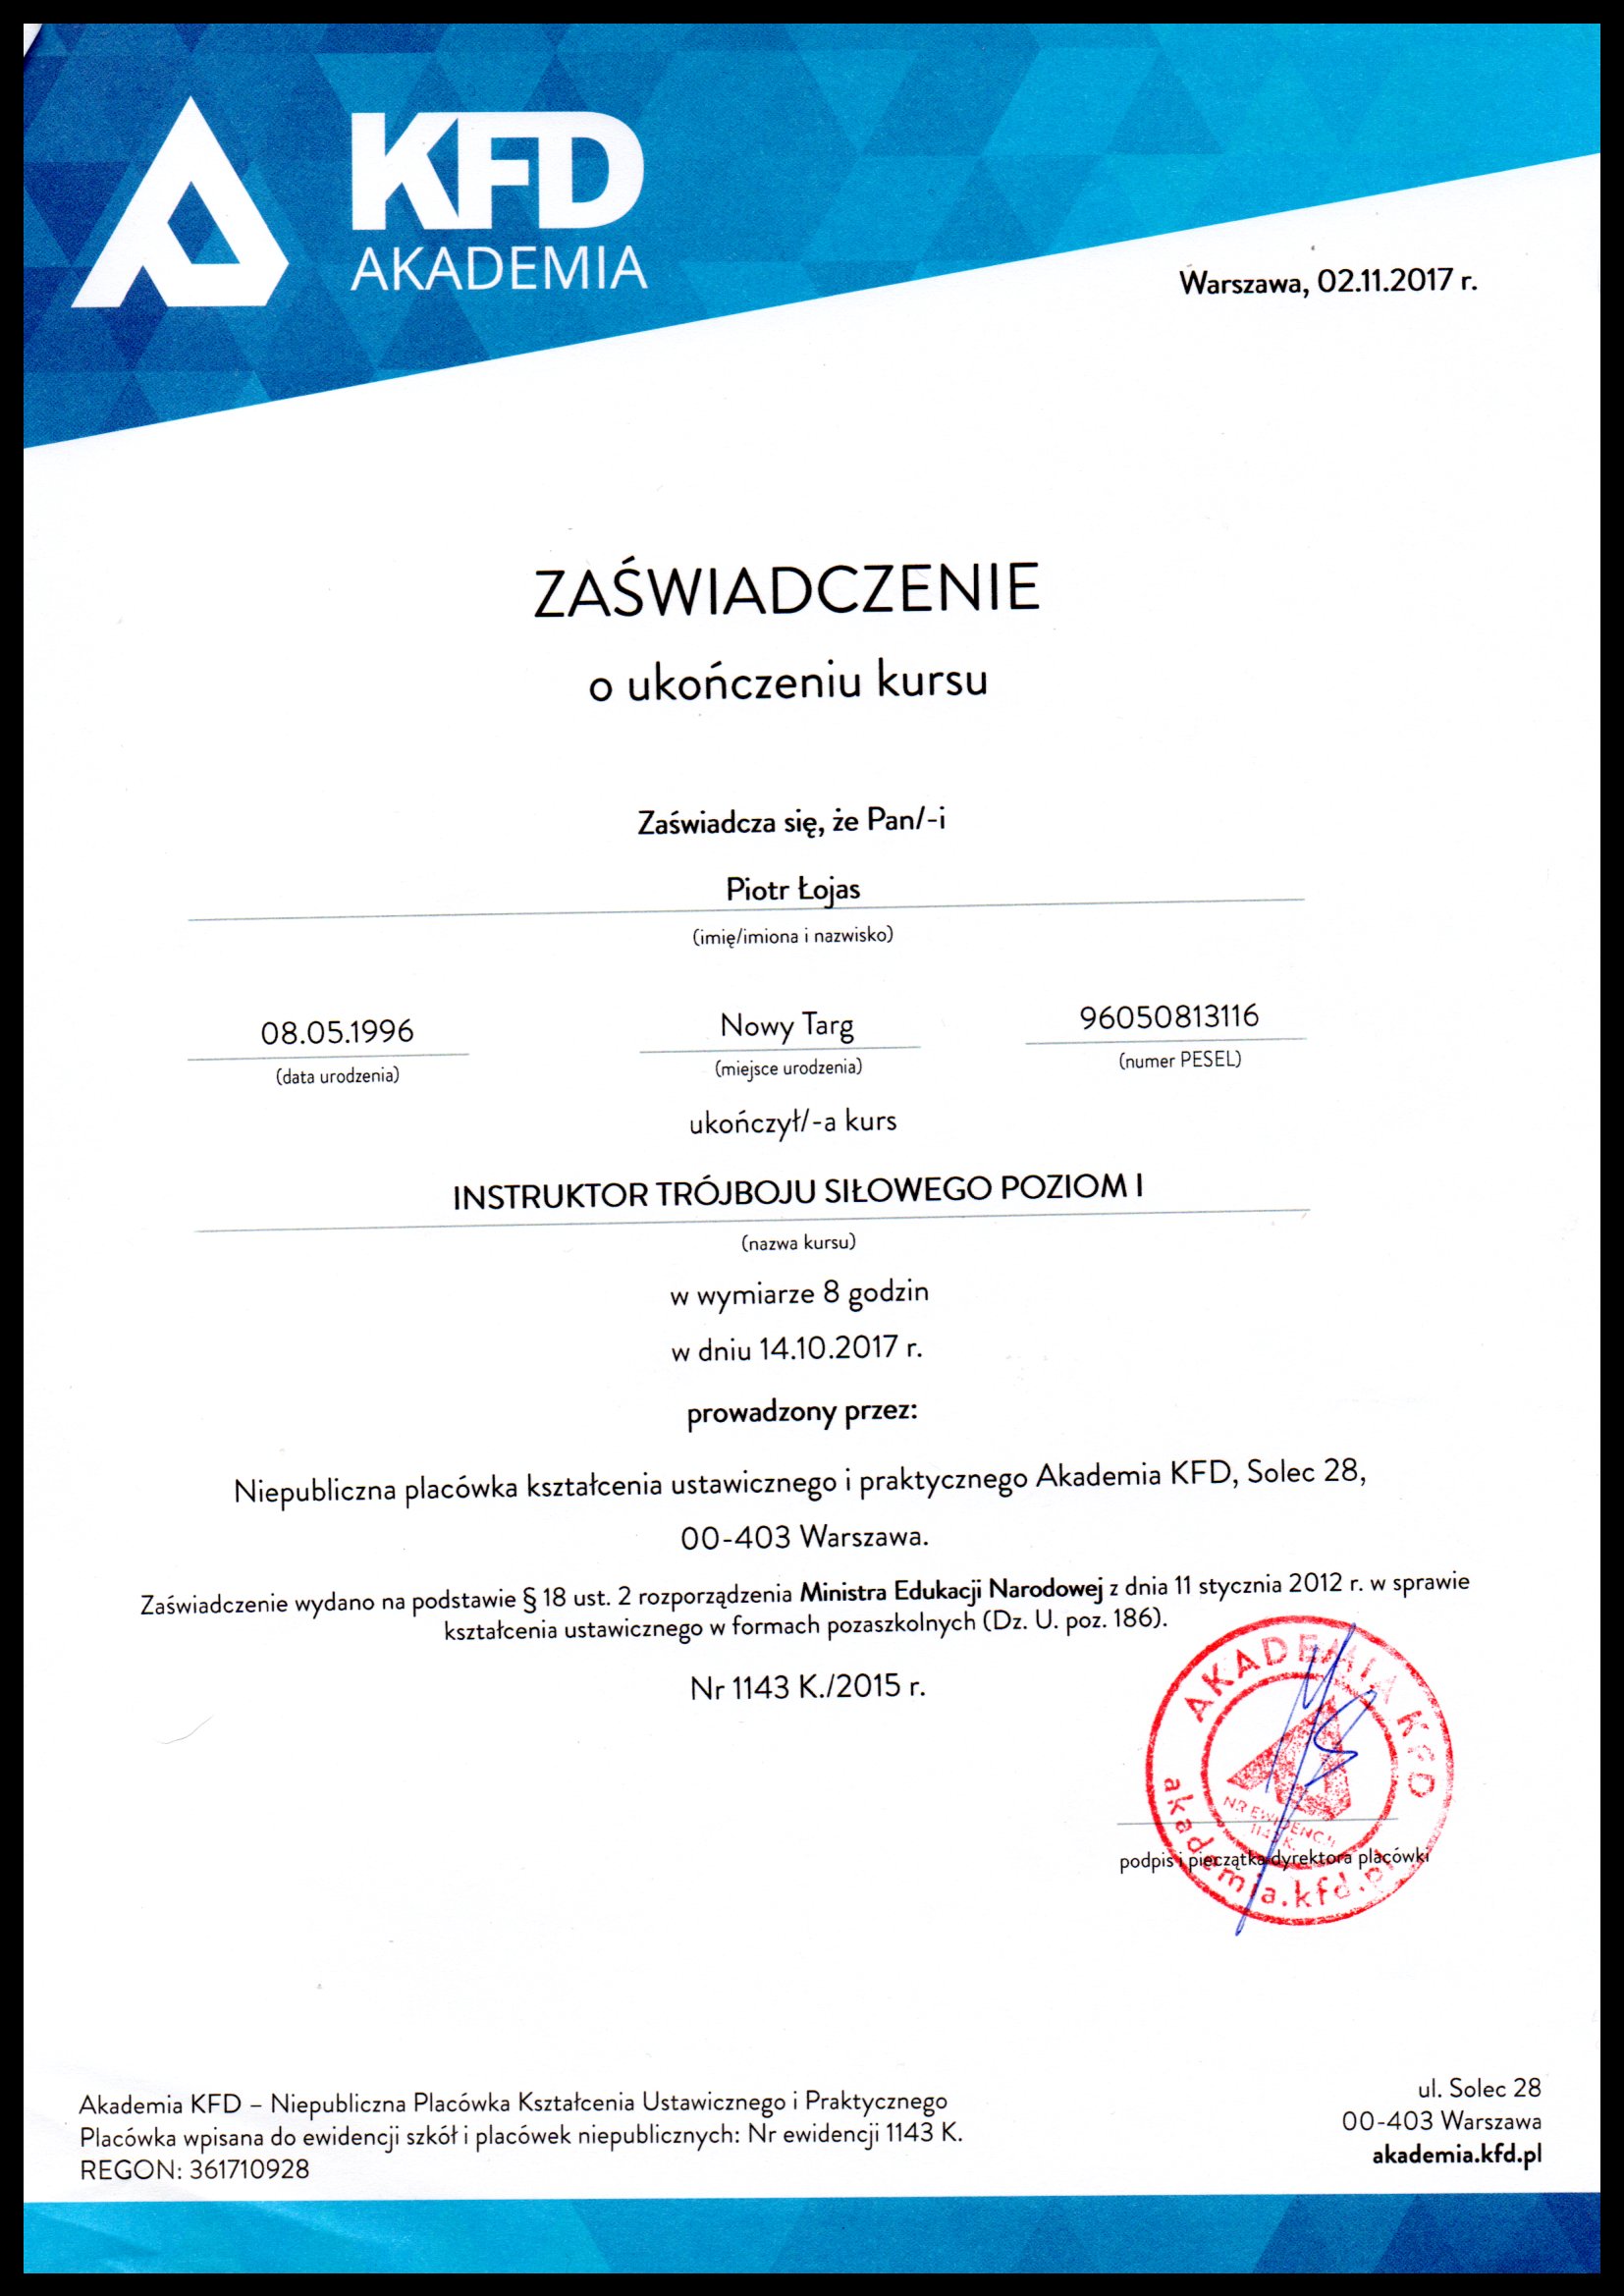 KFD
AKADEMIA
Warszawa, 02.11.2017 r.
ZAŚWIADCZENIE
o ukończeniu kursu
Zaświadcza się, że Pan/-i
Piotr Łojas
(imię/imiona i nazwisko)
08.05.1996 Nowy Targ 96050813116
(data urodzenia) (miejsce urodzenia) (numer PESEL)
ukończył/-a kurs
INSTRUKTOR TRÓJBOJU SIŁOWEGO POZIOM I
(nazwa kursu)
w wymiarze 8 godzin
w dniu 14.10.2017 r.
prowadzony przez:
Niepubliczna placówka kształcenia ustawicznego i praktycznego Akademia KFD, Solec 28,
00-403 Warszawa.
Zaświadczenie wydano na podstawie § 18 ust. 2 rozporządzenia Ministra Edukacji Narodowej z dnia 11 stycznia 2012 r. w sprawie
kształcenia ustawicznego w formach pozaszkolnych (Dz. U. poz. 186).
Nr 1143 K./2015 r.
AKADEMIA KFD
NR EWIDENCJI
1143 K.
akademia.kfd.pl
podpis i pieczątka dyrektora placówki
Akademia KFD – Niepubliczna Placówka Kształcenia Ustawicznego i Praktycznego
Placówka wpisana do ewidencji szkół i placówek niepublicznych: Nr ewidencji 1143 K.
REGON: 361710928
ul. Solec 28
00-403 Warszawa
akademia.kfd.pl